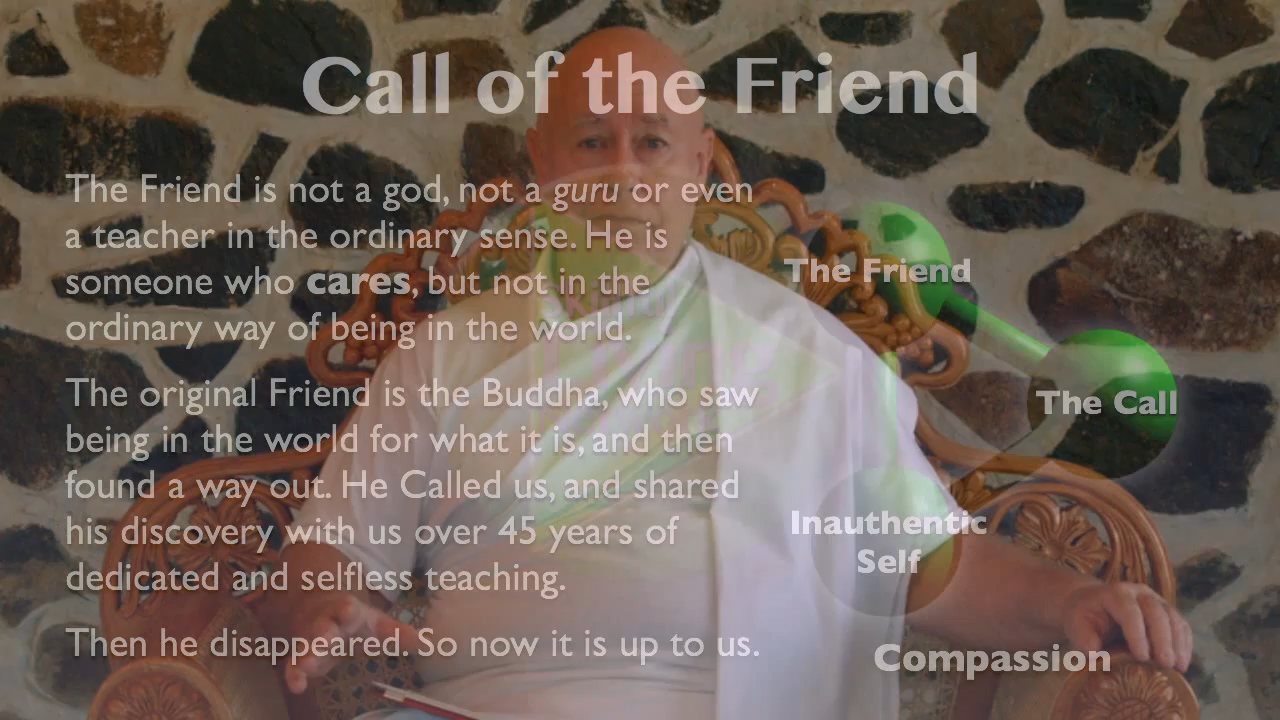 Call of the Friend
The Friend is not a god, not a guru or even
a teacher in the ordinary sense. He is
someone who cares, but not in the
ordinary way of being in the world.
The original Friend is the Buddha, who saw
being in the world for what it is, and then
found a way out. He Called us, and shared
his discovery with us over 45 years of
dedicated and selfless teaching.
Then he disappeared. So now it is up to us.
The Friend
The Call
Inauthentic
Self
Compassion